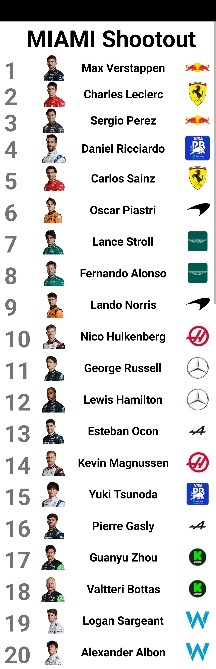 MIAMI Shootout
1 Max Verstappen
2 Charles Leclerc
3 Sergio Perez
4 Daniel Ricciardo
5 Carlos Sainz
6 Oscar Piastri
7 Lance Stroll
8 Fernando Alonso
9 Lando Norris
10 Nico Hulkenberg
11 George Russell
12 Lewis Hamilton
13 Esteban Ocon
14 Kevin Magnussen
15 Yuki Tsunoda
16 Pierre Gasly
17 Guanyu Zhou
18 Valtteri Bottas
19 Logan Sargeant
20 Alexander Albon